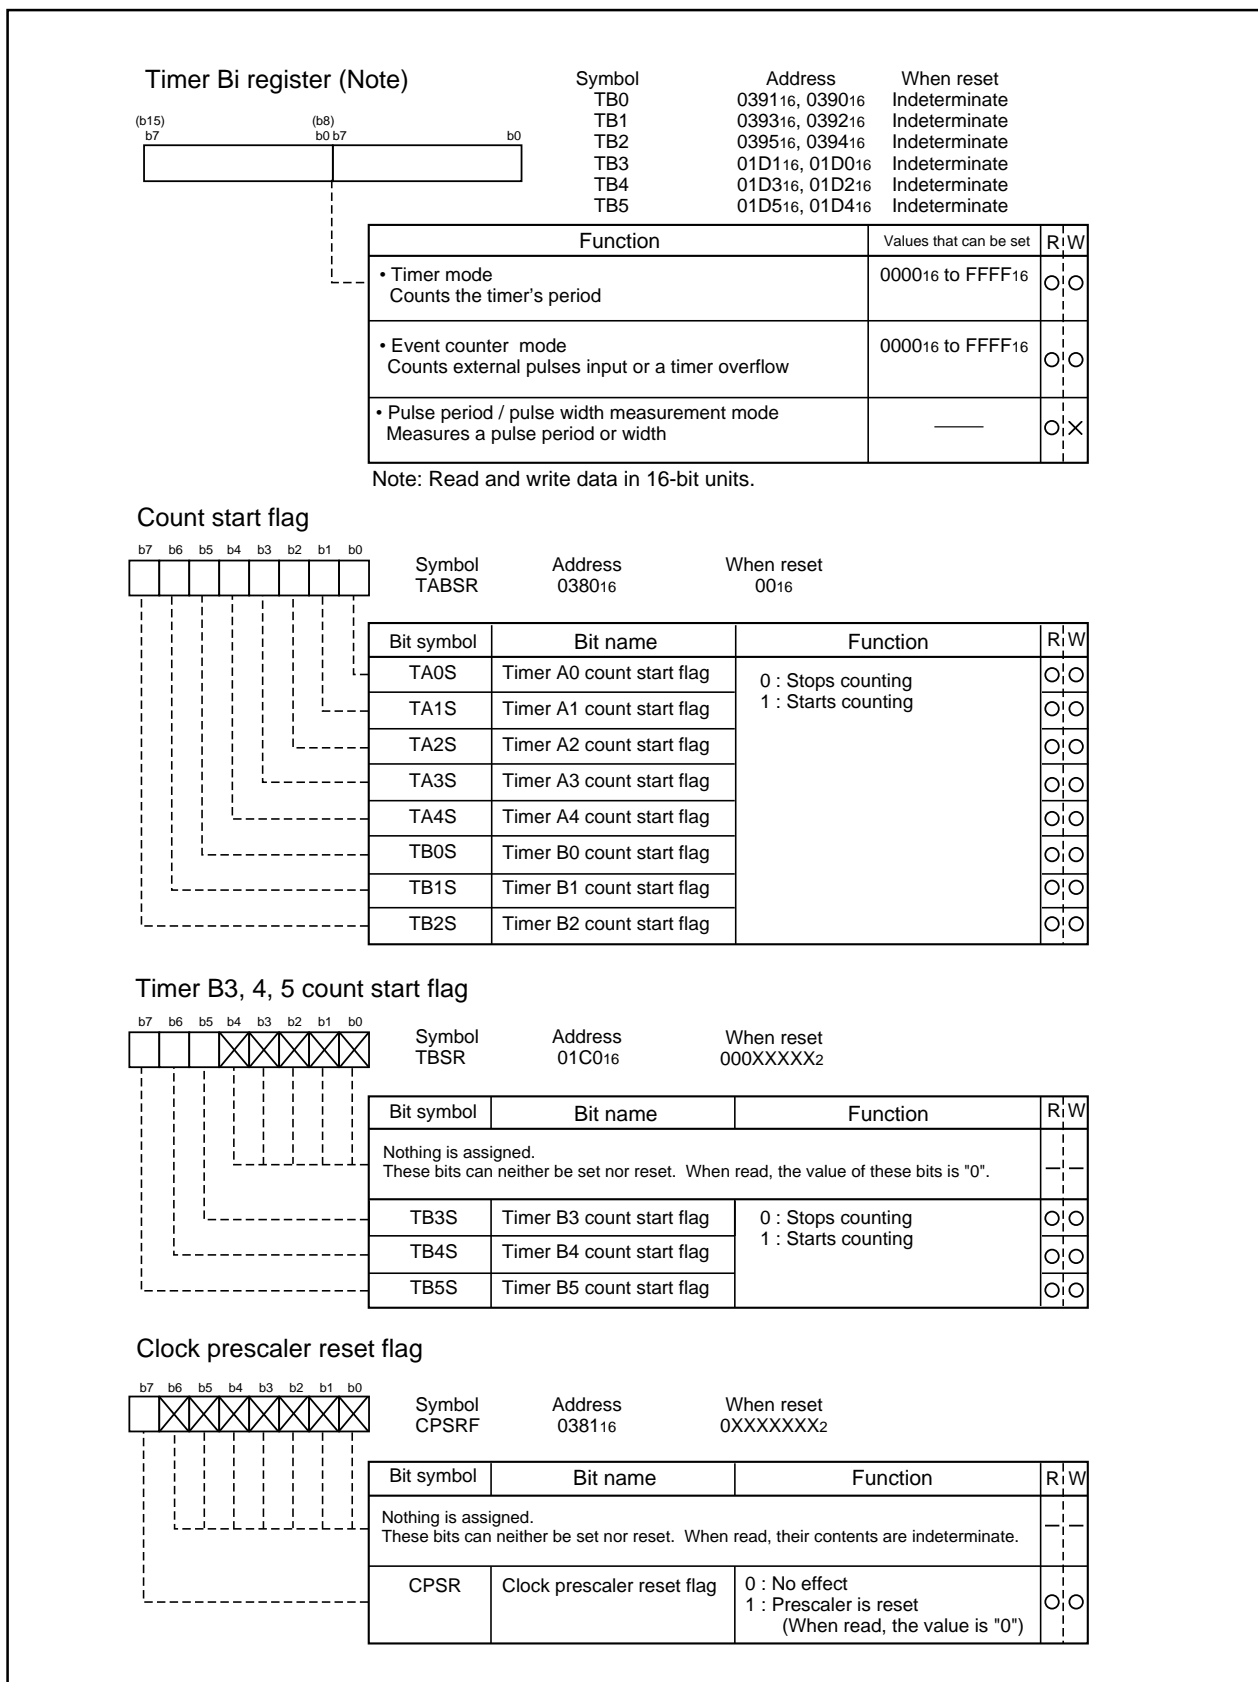 Timer Bi register (Note)
Symbol Address When reset
TB0 039116, 039016 Indeterminate
TB1 039316, 039216 Indeterminate
TB2 039516, 039416 Indeterminate
TB3 01D116, 01D016 Indeterminate
TB4 01D316, 01D216 Indeterminate
TB5 01D516, 01D416 Indeterminate
(b15) (b8)
b7 b0 b7 b0
Function Values that can be set R W
• Timer mode 000016 to FFFF16
Counts the timer's period
• Event counter mode 000016 to FFFF16
Counts external pulses input or a timer overflow
• Pulse period / pulse width measurement mode
Measures a pulse period or width
Note: Read and write data in 16-bit units.
Count start flag
b7 b6 b5 b4 b3 b2 b1 b0
Symbol Address When reset
TABSR 038016 0016
Bit symbol Bit name Function R W
TA0S Timer A0 count start flag 0 : Stops counting
TA1S Timer A1 count start flag 1 : Starts counting
TA2S Timer A2 count start flag
TA3S Timer A3 count start flag
TA4S Timer A4 count start flag
TB0S Timer B0 count start flag
TB1S Timer B1 count start flag
TB2S Timer B2 count start flag
Timer B3, 4, 5 count start flag
b7 b6 b5 b4 b3 b2 b1 b0
Symbol Address When reset
TBSR 01C016 000XXXXX2
Bit symbol Bit name Function R W
Nothing is assigned.
These bits can neither be set nor reset. When read, the value of these bits is "0".
TB3S Timer B3 count start flag 0 : Stops counting
1 : Starts counting
TB4S Timer B4 count start flag
TB5S Timer B5 count start flag
Clock prescaler reset flag
b7 b6 b5 b4 b3 b2 b1 b0
Symbol Address When reset
CPSRF 038116 0XXXXXXX2
Bit symbol Bit name Function R W
Nothing is assigned.
These bits can neither be set nor reset. When read, their contents are indeterminate.
CPSR Clock prescaler reset flag 0 : No effect
1 : Prescaler is reset
(When read, the value is "0")